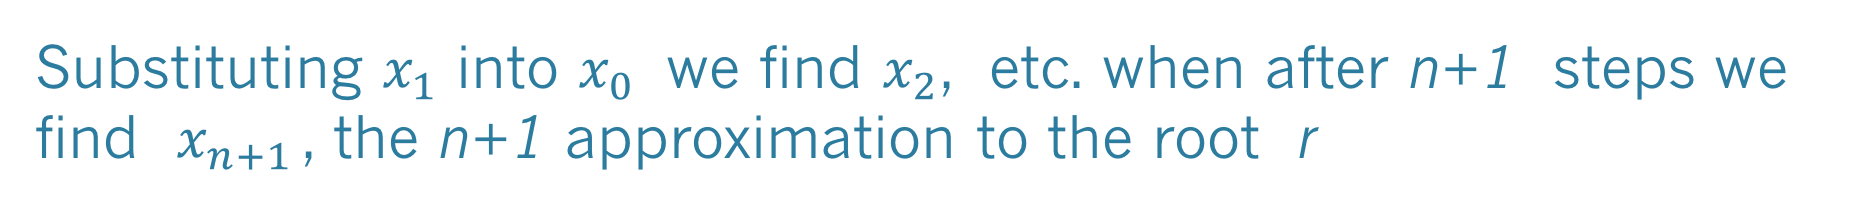 Substituting x₁ into x₀ we find x₂, etc. when after n+1 steps we
find xₙ₊₁, the n+1 approximation to the root r